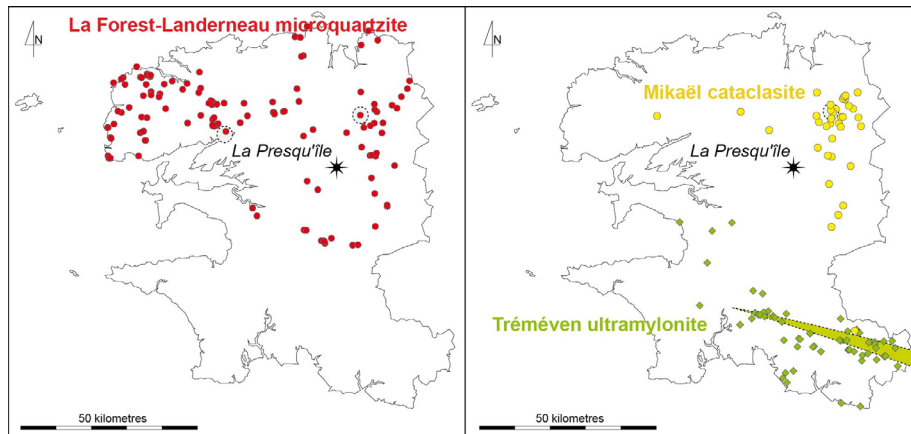 La Forest-Landerneau microquartzite
N
La Presqu'île
50 kilometres
N
Mikaël cataclasite
La Presqu'île
Tréméven ultramylonite
50 kilometres